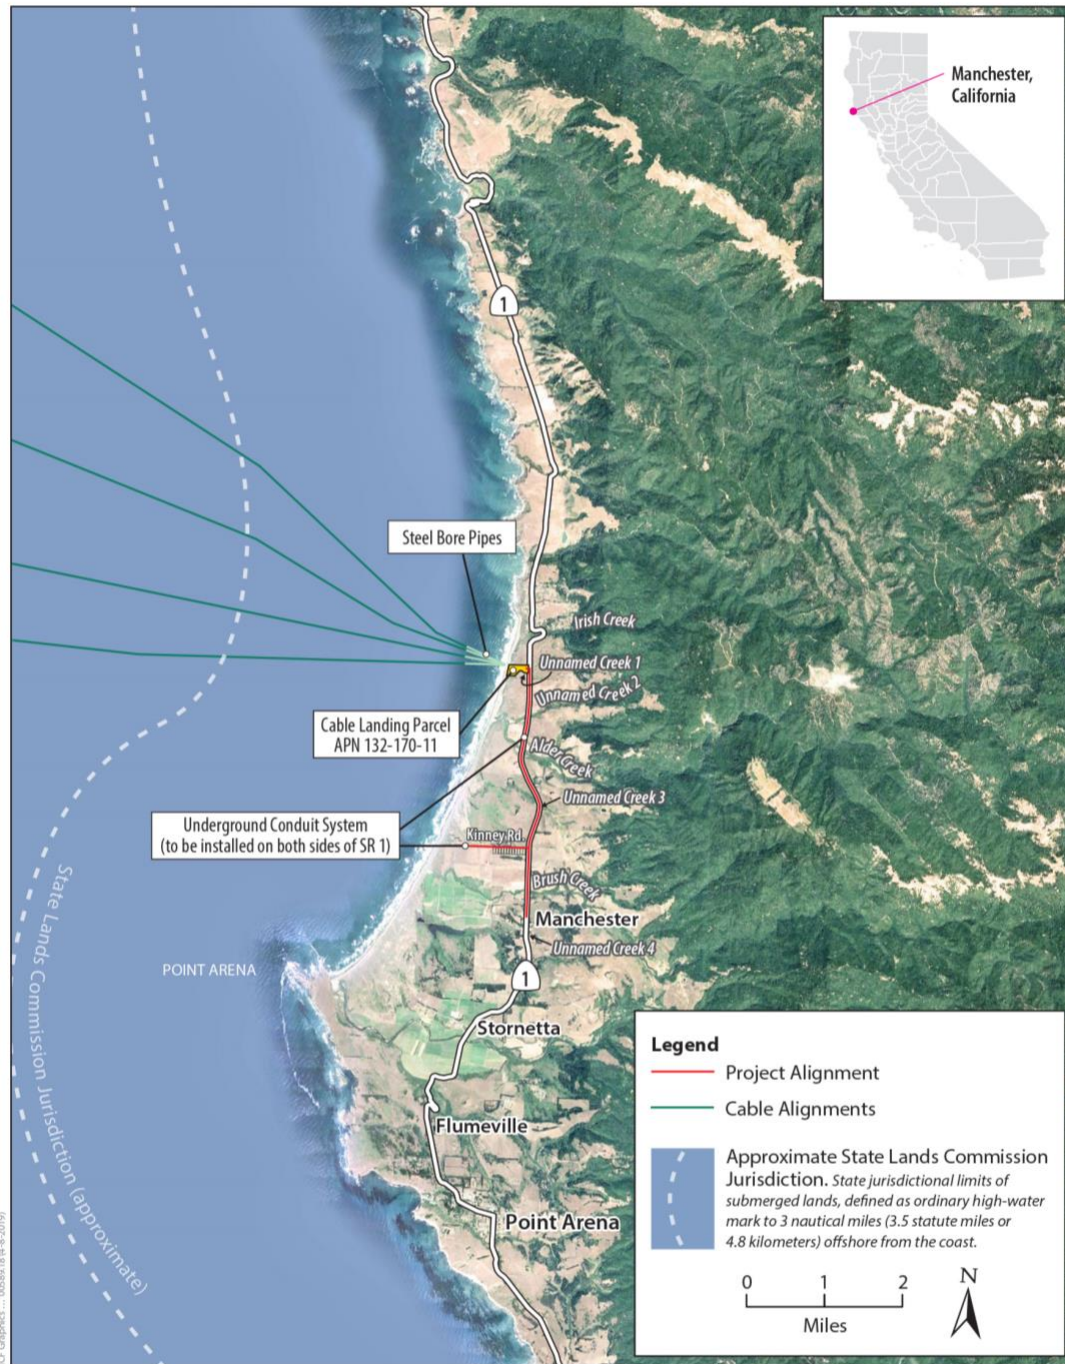 Manchester,
California
1
Steel Bore Pipes
Irish Creek
Unnamed Creek 1
Unnamed Creek 2
Cable Landing Parcel
APN 132-170-11
Alder Creek
Unnamed Creek 3
Underground Conduit System
(to be installed on both sides of SR 1)
Kinney Rd.
Brush Creek
Manchester
Unnamed Creek 4
State Lands Commission Jurisdiction (approximate)
POINT ARENA
1
Stornetta
Flumeville
Point Arena
Legend
Project Alignment
Cable Alignments
Approximate State Lands Commission
Jurisdiction. State jurisdictional limits of
submerged lands, defined as ordinary high-water
mark to 3 nautical miles (3.5 statute miles or
4.8 kilometers) offshore from the coast.
0 1 2
Miles
N